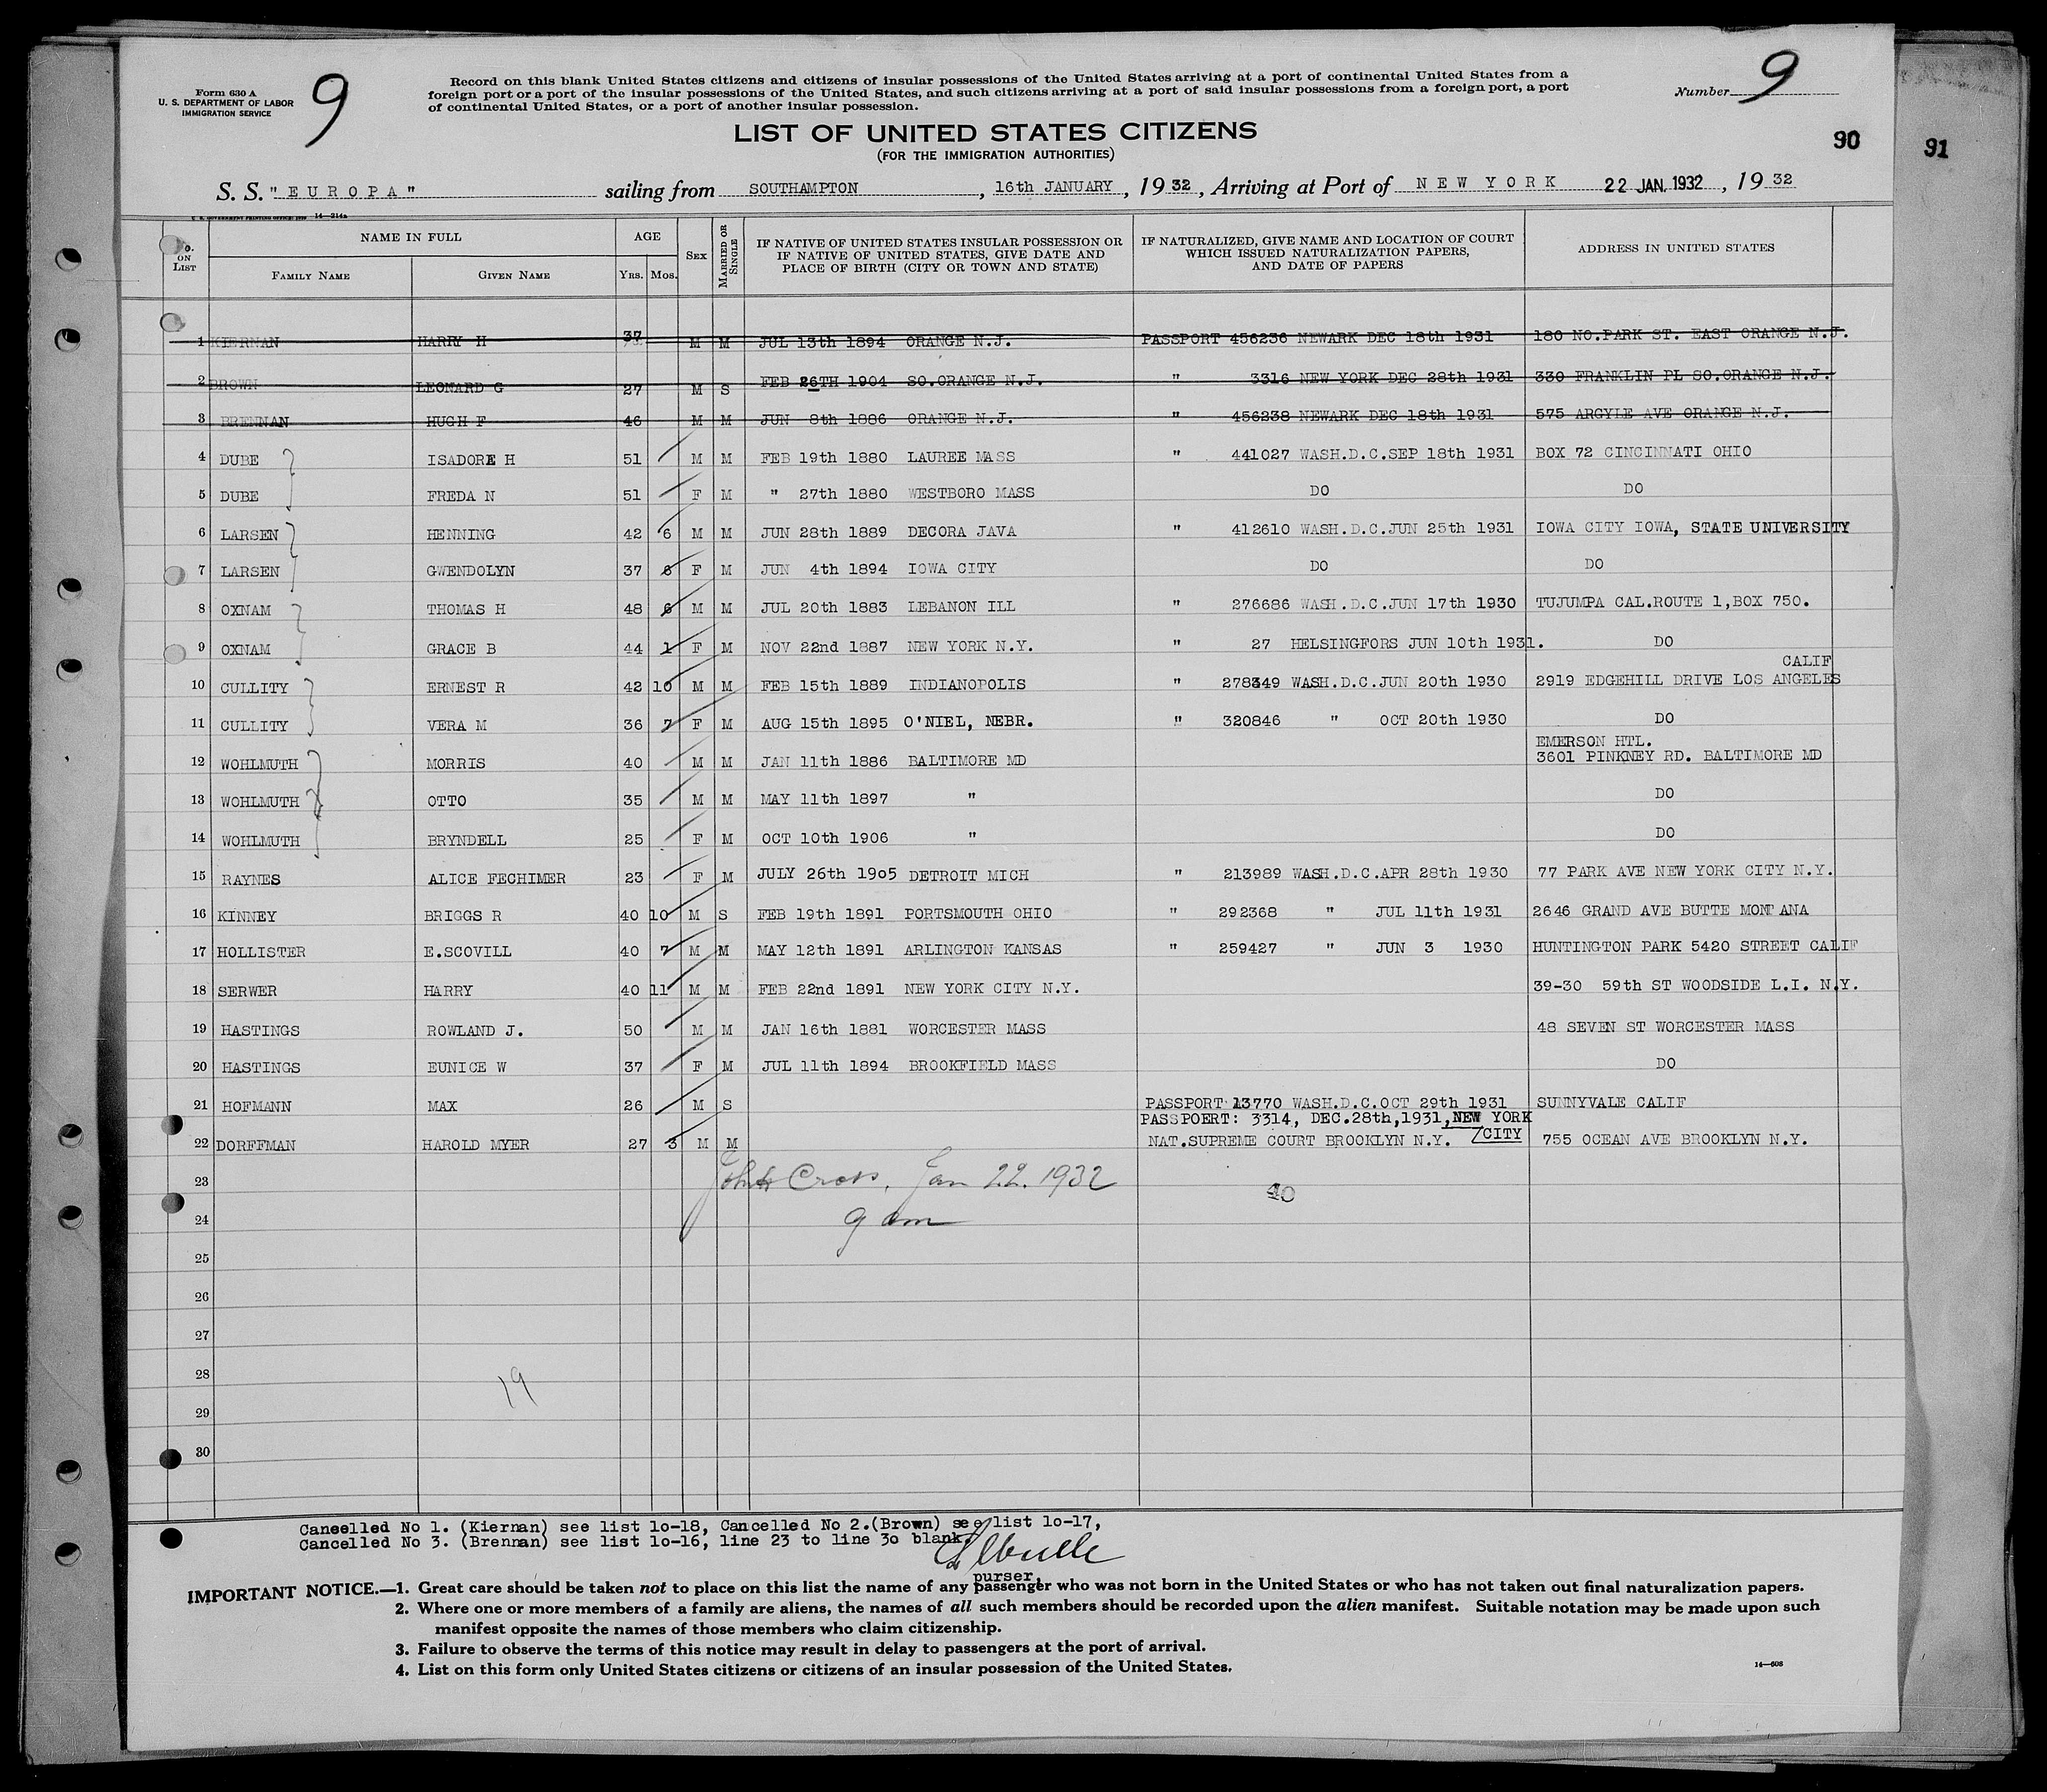 Form 630 A
U. S. DEPARTMENT OF LABOR
IMMIGRATION SERVICE
9
Record on this blank United States citizens and citizens of insular possessions of the United States arriving at a port of continental United States from a
foreign port or a port of the insular possessions of the United States, and such citizens arriving at a port of said insular possessions from a foreign port, a port
of continental United States, or a port of another insular possession.
Number 9
LIST OF UNITED STATES CITIZENS
(FOR THE IMMIGRATION AUTHORITIES)
90
91
S. S. "EUROPA" sailing from SOUTHAMPTON, 16th JANUARY, 1932, Arriving at Port of NEW YORK 22 JAN. 1932, 1932
14—214a
No. ON LIST NAME IN FULL AGE SEX MARRIED OR SINGLE IF NATIVE OF UNITED STATES INSULAR POSSESSION OR IF NATIVE OF UNITED STATES, GIVE DATE AND PLACE OF BIRTH (CITY OR TOWN AND STATE) IF NATURALIZED, GIVE NAME AND LOCATION OF COURT WHICH ISSUED NATURALIZATION PAPERS, AND DATE OF PAPERS ADDRESS IN UNITED STATES
FAMILY NAME GIVEN NAME YRS. MOS.
1 KIERNAN HARRY H 37 M M JUL 13th 1894 ORANGE N.J. PASSPORT 456236 NEWARK DEC 18th 1931 180 NO.PARK ST. EAST ORANGE N.J.
2 BROWN LEONARD G 27 M S FEB 26TH 1904 SO.ORANGE N.J. " 3316 NEW YORK DEC 28th 1931 330 FRANKLIN PL SO.ORANGE N.J.
3 BRENNAN HUGH F 46 M M JUN 8th 1886 ORANGE N.J. " 456238 NEWARK DEC 18th 1931 575 ARGYLE AVE ORANGE N.J.
4 DUBE ISADORE H 51 M M FEB 19th 1880 LAUREE MASS " 441027 WASH.D.C.SEP 18th 1931 BOX 72 CINCINNATI OHIO
5 DUBE FREDA N 51 F M " 27th 1880 WESTBORO MASS DO DO
6 LARSEN HENNING 42 6 M M JUN 28th 1889 DECORA JAVA " 412610 WASH.D.C.JUN 25th 1931 IOWA CITY IOWA, STATE UNIVERSITY
7 LARSEN GWENDOLYN 37 6 F M JUN 4th 1894 IOWA CITY DO DO
8 OXNAM THOMAS H 48 6 M M JUL 20th 1883 LEBANON ILL " 276686 WASH.D.C.JUN 17th 1930 TUJUMPA CAL.ROUTE 1,BOX 750.
9 OXNAM GRACE B 44 1 F M NOV 22nd 1887 NEW YORK N.Y. " 27 HELSINGFORS JUN 10th 1931. DO
10 CULLITY ERNEST R 42 10 M M FEB 15th 1889 INDIANOPOLIS " 278349 WASH.D.C.JUN 20th 1930 2919 EDGEHILL DRIVE LOS ANGELES CALIF
11 CULLITY VERA M 36 7 F M AUG 15th 1895 O'NIEL, NEBR. " 320846 " OCT 20th 1930 DO
12 WOHLMUTH MORRIS 40 M M JAN 11th 1886 BALTIMORE MD EMERSON HTL. 3601 PINKNEY RD. BALTIMORE MD
13 WOHLMUTH OTTO 35 M M MAY 11th 1897 " DO
14 WOHLMUTH BRYNDELL 25 F M OCT 10th 1906 " DO
15 RAYNES ALICE FECHIMER 23 F M JULY 26th 1905 DETROIT MICH " 213989 WASH.D.C.APR 28th 1930 77 PARK AVE NEW YORK CITY N.Y.
16 KINNEY BRIGGS R 40 10 M S FEB 19th 1891 PORTSMOUTH OHIO " 292368 " JUL 11th 1931 2646 GRAND AVE BUTTE MONTANA
17 HOLLISTER E.SCOVILL 40 7 M M MAY 12th 1891 ARLINGTON KANSAS " 259427 " JUN 3 1930 HUNTINGTON PARK 5420 STREET CALIF
18 SERWER HARRY 40 11 M M FEB 22nd 1891 NEW YORK CITY N.Y. 39-30 59th ST WOODSIDE L.I. N.Y.
19 HASTINGS ROWLAND J. 50 M M JAN 16th 1881 WORCESTER MASS 48 SEVEN ST WORCESTER MASS
20 HASTINGS EUNICE W 37 F M JUL 11th 1894 BROOKFIELD MASS DO
21 HOFMANN MAX 26 M S PASSPORT 13770 WASH.D.C.OCT 29th 1931 SUNNYVALE CALIF
PASSPOERT: 3314, DEC.28th,1931,NEW YORK
22 DORFFMAN HAROLD MYER 27 3 M M NAT.SUPREME COURT BROOKLYN N.Y. /CITY 755 OCEAN AVE BROOKLYN N.Y.
23 Cross, Jan 22. 1932
24 9 am
25
26
27
28
19
29
30
Cancelled No 1. (Kiernan) see list 10-18, Cancelled No 2.(Brown) see list 10-17,
Cancelled No 3. (Brennan) see list 10-16, line 23 to line 30 blank.
purser.
IMPORTANT NOTICE.—1. Great care should be taken not to place on this list the name of any passenger who was not born in the United States or who has not taken out final naturalization papers.
2. Where one or more members of a family are aliens, the names of all such members should be recorded upon the alien manifest. Suitable notation may be made upon such
manifest opposite the names of those members who claim citizenship.
3. Failure to observe the terms of this notice may result in delay to passengers at the port of arrival.
4. List on this form only United States citizens or citizens of an insular possession of the United States.
14—608